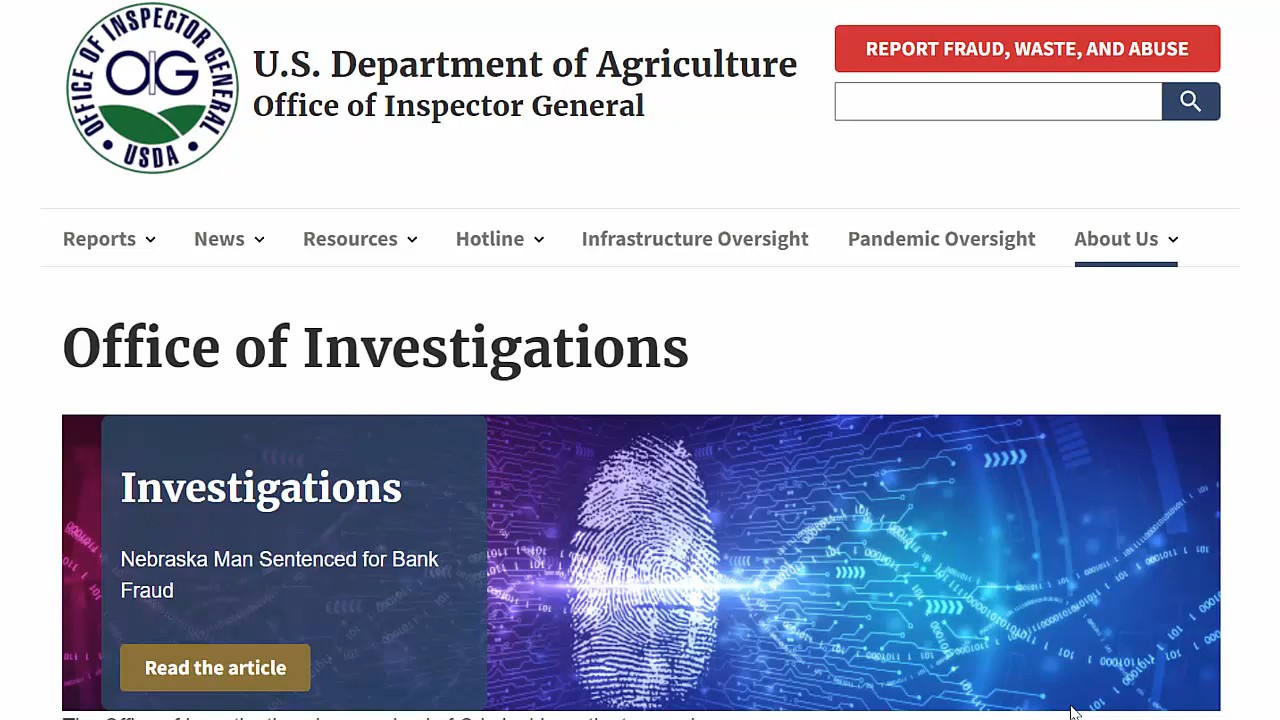 OFFICE OF INSPECTOR GENERAL
OIG
USDA
U.S. Department of Agriculture
Office of Inspector General
REPORT FRAUD, WASTE, AND ABUSE
Reports
News
Resources
Hotline
Infrastructure Oversight
Pandemic Oversight
About Us
Office of Investigations
Investigations
Nebraska Man Sentenced for Bank
Fraud
Read the article